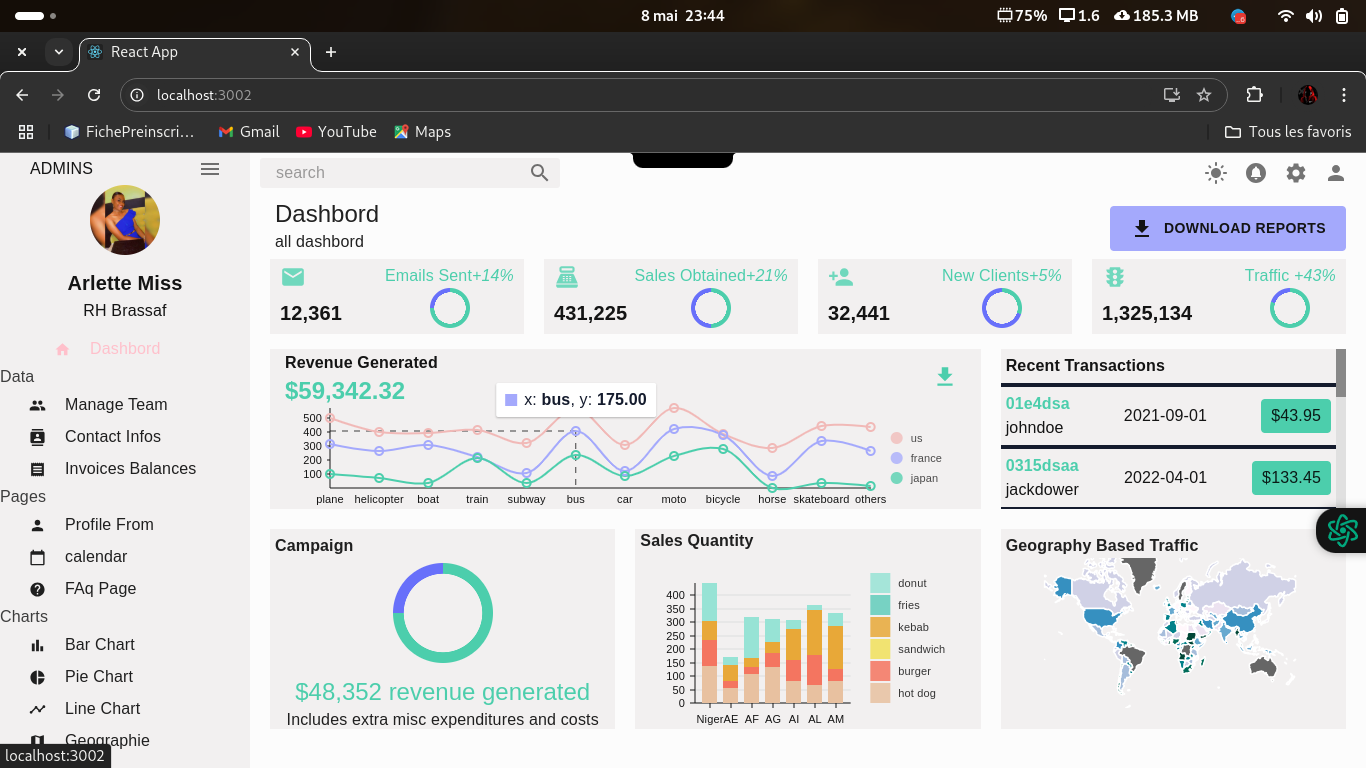 8 mai 23:44
75% 1.6 185.3 MB
React App
localhost:3002
FichePreinscri… Gmail YouTube Maps Tous les favoris
ADMINS
search
Arlette Miss
RH Brassaf
Dashbord
Data
Manage Team
Contact Infos
Invoices Balances
Pages
Profile From
calendar
FAq Page
Charts
Bar Chart
Pie Chart
Line Chart
Geographie
localhost:3002
Dashbord
all dashbord
DOWNLOAD REPORTS
Emails Sent+14%
12,361
Sales Obtained+21%
431,225
New Clients+5%
32,441
Traffic +43%
1,325,134
Revenue Generated
$59,342.32
x: bus, y: 175.00
500
400
300
200
100
plane helicopter boat train subway bus car moto bicycle horse skateboard others
us
france
japan
Recent Transactions
01e4dsa
johndoe
2021-09-01
$43.95
0315dsaa
jackdower
2022-04-01
$133.45
Campaign
$48,352 revenue generated
Includes extra misc expenditures and costs
Sales Quantity
400
350
300
250
200
150
100
50
0
Niger AE AF AG AI AL AM
donut
fries
kebab
sandwich
burger
hot dog
Geography Based Traffic